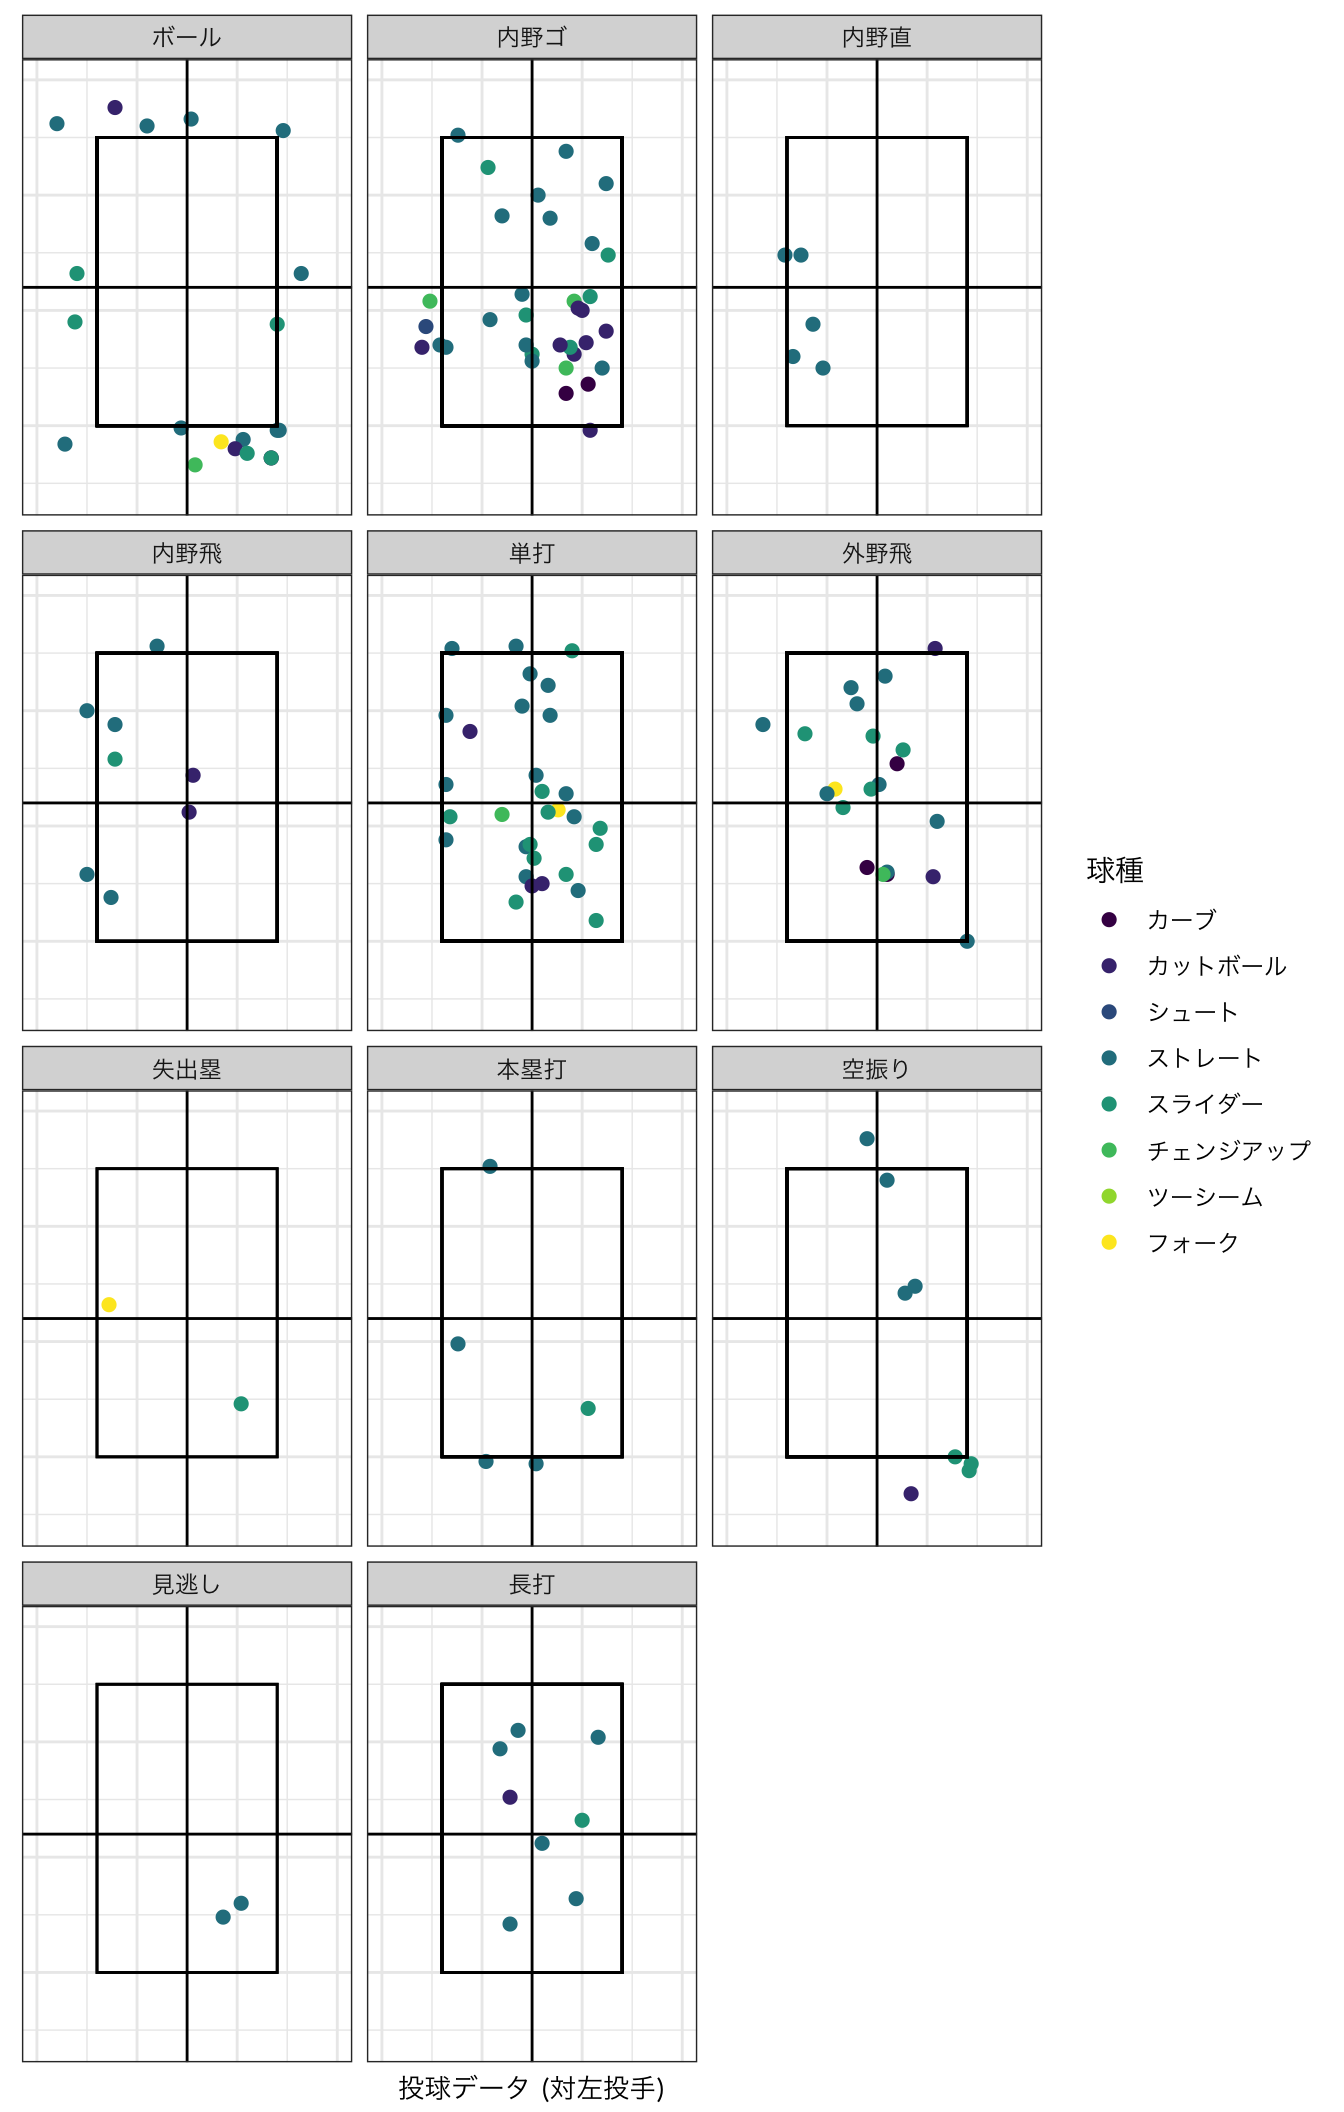 ボール
内野ゴ
内野直
内野飛
単打
外野飛
失出塁
本塁打
空振り
見逃し
長打
球種
カーブ
カットボール
シュート
ストレート
スライダー
チェンジアップ
ツーシーム
フォーク
投球データ (対左投手)